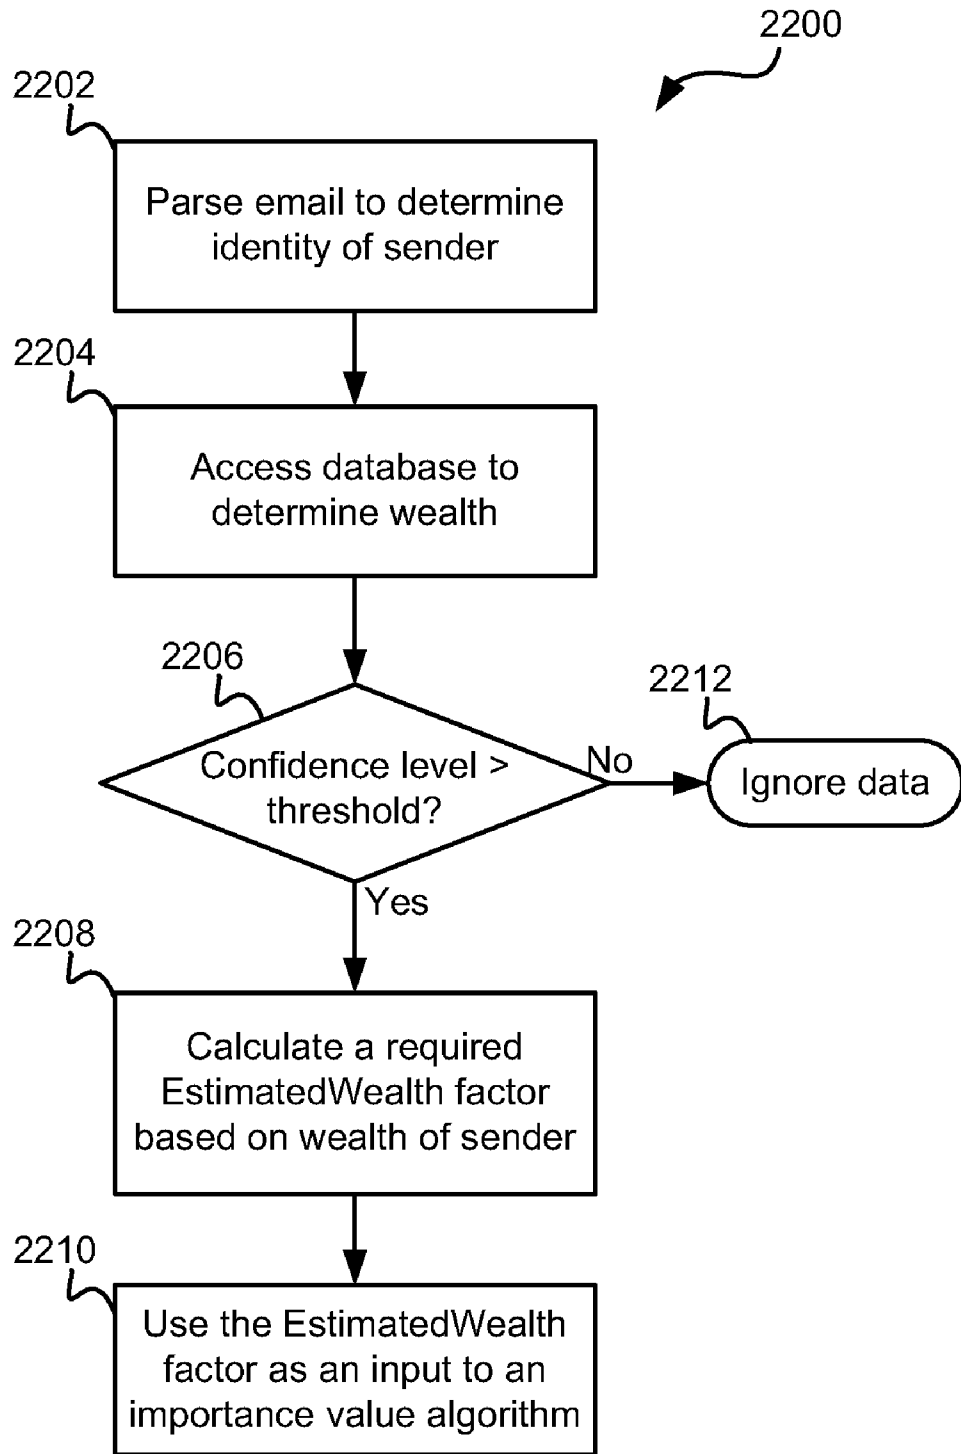 2200
2202
Parse email to determine
identity of sender
2204
Access database to
determine wealth
2206
2212
Confidence level >
threshold?
No
Ignore data
Yes
2208
Calculate a required
EstimatedWealth factor
based on wealth of sender
2210
Use the EstimatedWealth
factor as an input to an
importance value algorithm